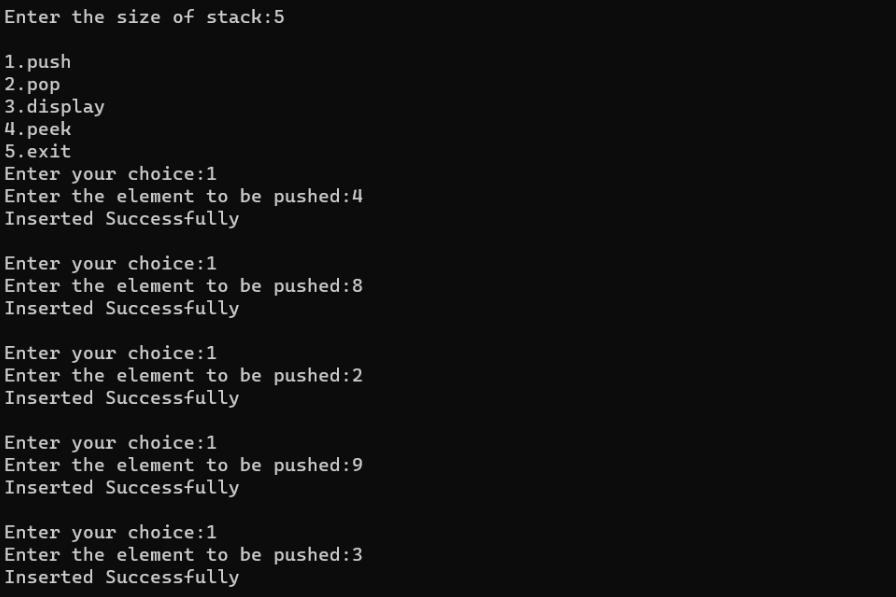 Enter the size of stack:5
1.push
2.pop
3.display
4.peek
5.exit
Enter your choice:1
Enter the element to be pushed:4
Inserted Successfully
Enter your choice:1
Enter the element to be pushed:8
Inserted Successfully
Enter your choice:1
Enter the element to be pushed:2
Inserted Successfully
Enter your choice:1
Enter the element to be pushed:9
Inserted Successfully
Enter your choice:1
Enter the element to be pushed:3
Inserted Successfully